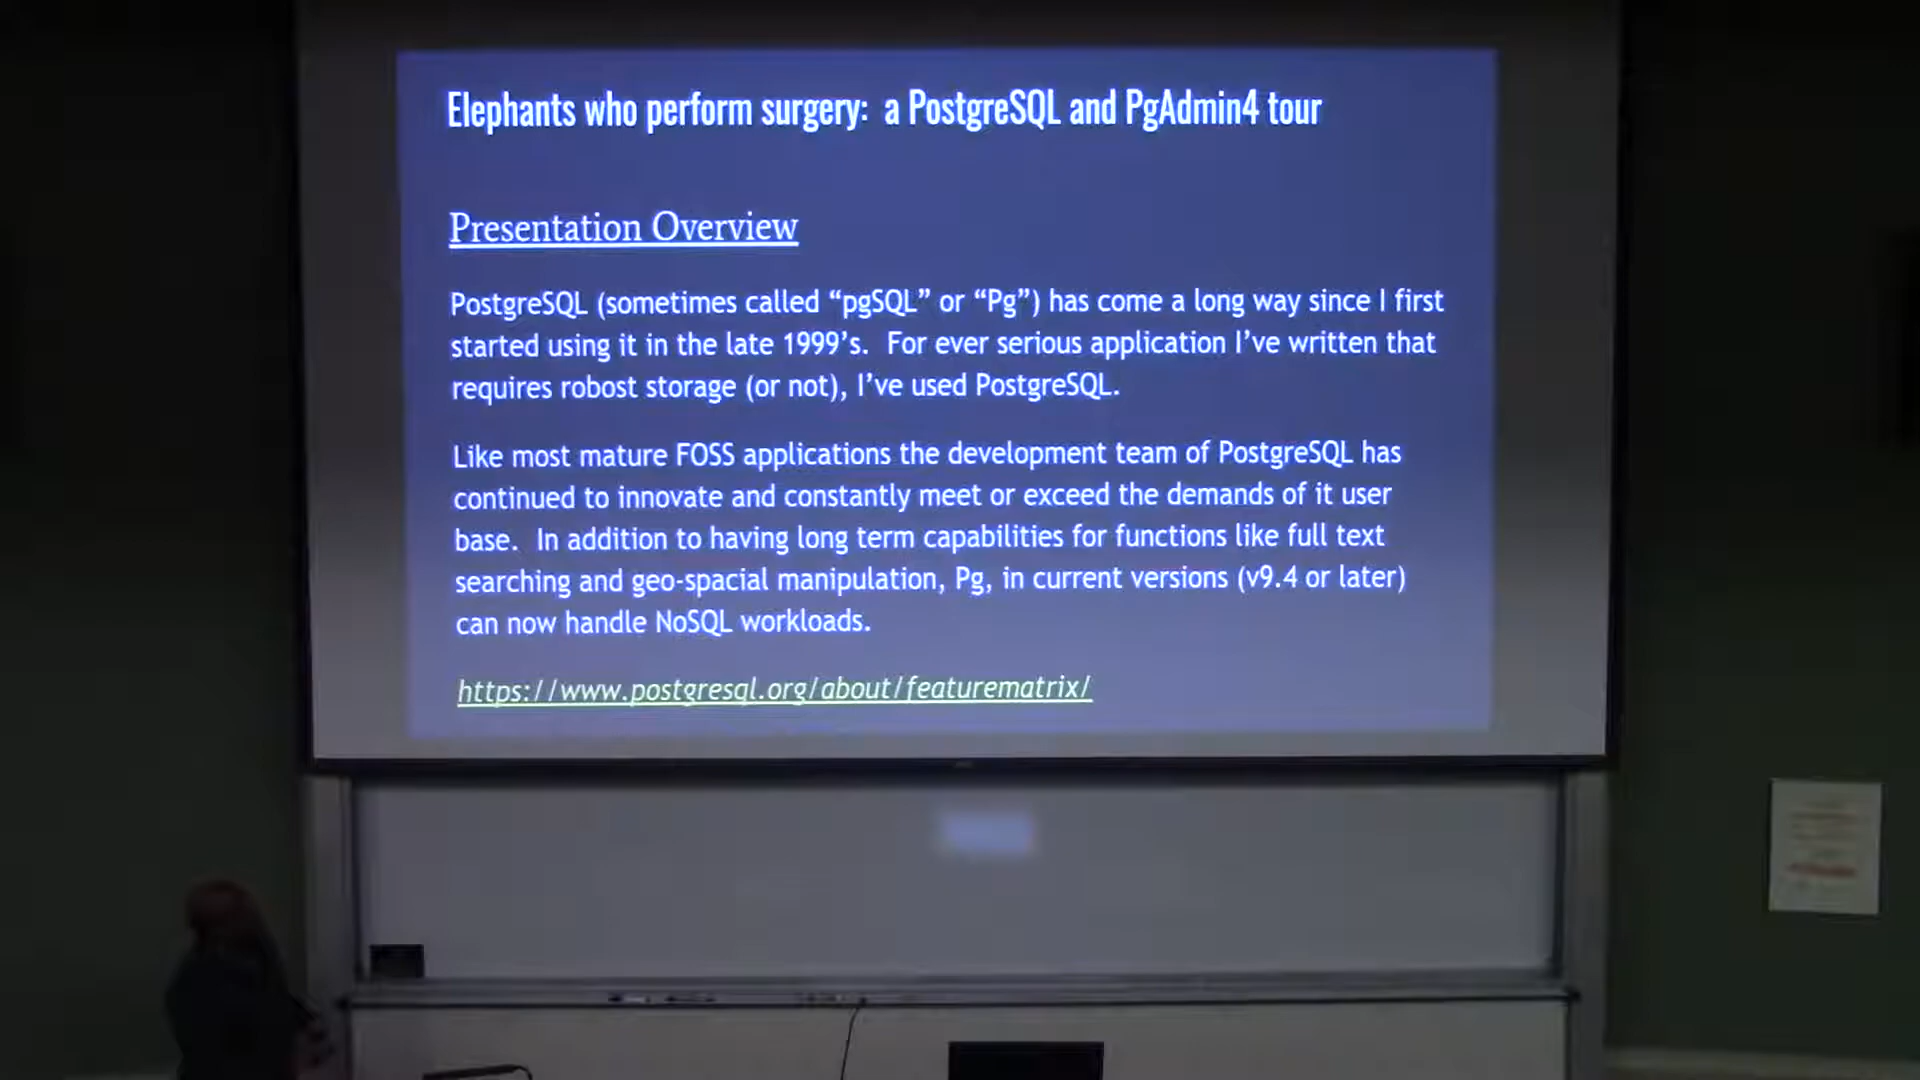 Elephants who perform surgery:  a PostgreSQL and PgAdmin4 tour
Presentation Overview
PostgreSQL (sometimes called “pgSQL” or “Pg”) has come a long way since I first
started using it in the late 1999’s.  For ever serious application I’ve written that
requires robost storage (or not), I’ve used PostgreSQL.
Like most mature FOSS applications the development team of PostgreSQL has
continued to innovate and constantly meet or exceed the demands of it user
base.  In addition to having long term capabilities for functions like full text
searching and geo-spacial manipulation, Pg, in current versions (v9.4 or later)
can now handle NoSQL workloads.
https://www.postgresql.org/about/featurematrix/